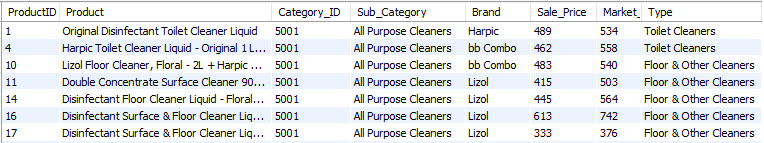 ProductID Product Category_ID Sub_Category Brand Sale_Price Market_ Type
1 Original Disinfectant Toilet Cleaner Liquid 5001 All Purpose Cleaners Harpic 489 534 Toilet Cleaners
4 Harpic Toilet Cleaner Liquid - Original 1 L... 5001 All Purpose Cleaners bb Combo 462 558 Toilet Cleaners
10 Lizol Floor Cleaner, Floral - 2L + Harpic ... 5001 All Purpose Cleaners bb Combo 483 540 Floor & Other Cleaners
11 Double Concentrate Surface Cleaner 90... 5001 All Purpose Cleaners Lizol 415 503 Floor & Other Cleaners
14 Disinfectant Floor Cleaner Liquid - Floral... 5001 All Purpose Cleaners Lizol 445 564 Floor & Other Cleaners
16 Disinfectant Surface & Floor Cleaner Liq... 5001 All Purpose Cleaners Lizol 613 742 Floor & Other Cleaners
17 Disinfectant Surface & Floor Cleaner Liq... 5001 All Purpose Cleaners Lizol 333 376 Floor & Other Cleaners